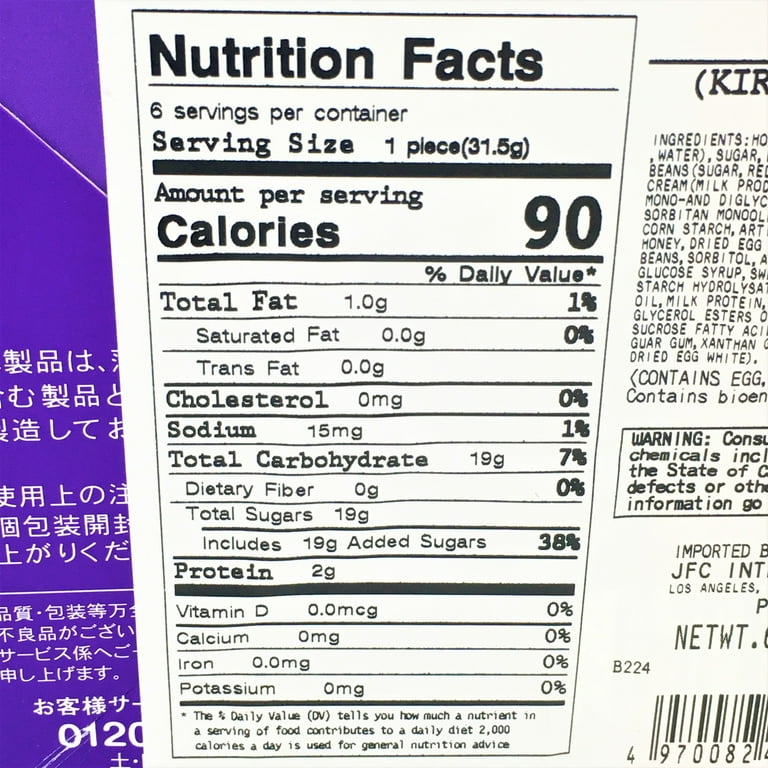 Nutrition Facts
6 servings per container
Serving Size 1 piece(31.5g)
Amount per serving
Calories 90
% Daily Value*
Total Fat 1.0g 1%
Saturated Fat 0.0g 0%
Trans Fat 0.0g
Cholesterol 0mg 0%
Sodium 15mg 1%
Total Carbohydrate 19g 7%
Dietary Fiber 0g 0%
Total Sugars 19g
Includes 19g Added Sugars 38%
Protein 2g
Vitamin D 0.0mcg 0%
Calcium 0mg 0%
Iron 0.0mg 0%
Potassium 0mg 0%
* The % Daily Value (DV) tells you how much a nutrient in
a serving of food contributes to a daily diet 2,000
calories a day is used for general nutrition advice
(KIR
INGREDIENTS:HO
, WATER), SUGAR,
BEANS (SUGAR, RED
CREAM (MILK PROD
MONO-AND DIGLYC
SORBITAN MONOOL
CORN STARCH, ART
HONEY, DRIED EGG
BEANS, SORBITOL, A
GLUCOSE SYRUP, SW
STARCH HYDROLYSAT
OIL, MILK PROTEIN,
GLYCEROL ESTERS O
SUCROSE FATTY ACI
GUAR GUM, XANTHAN
DRIED EGG WHITE).
(CONTAINS EGG,
Contains bioen
WARNING: Consu
chemicals incl
the State of C
defects or oth
information go
IMPORTED B
JFC INT
LOS ANGELES,
P
NETWT.
B224
4 970082
製品は、
む製品と
造してお
使用上の注
個包装開封
上がりくだ
品質・包装等万全
不良品がござい
サービス係へご
申し上げます。
お客様サー
0120
土・